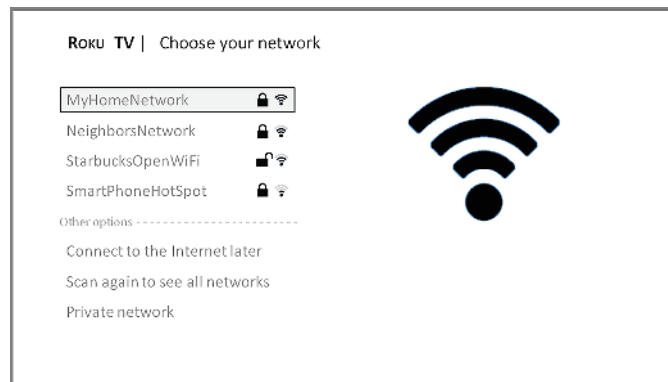 ROKU TV | Choose your network
MyHomeNetwork
NeighborsNetwork
StarbucksOpenWiFi
SmartPhoneHotSpot
Other options
Connect to the Internet later
Scan again to see all networks
Private network